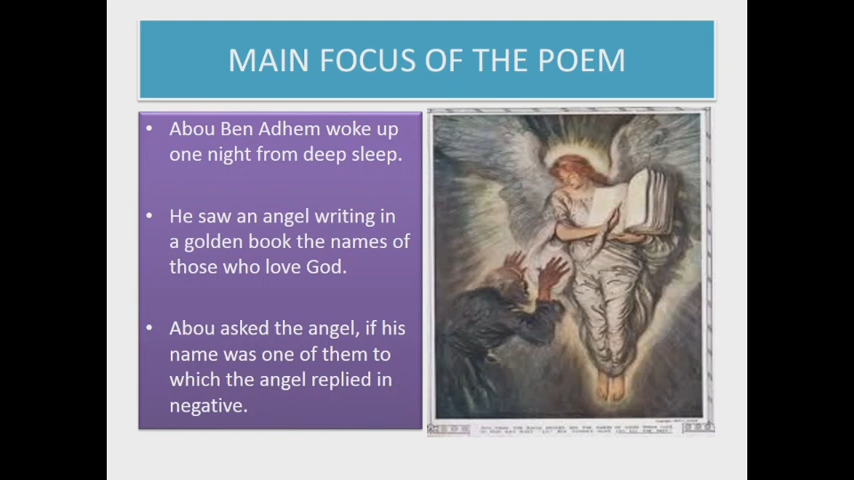 MAIN FOCUS OF THE POEM
• Abou Ben Adhem woke up
one night from deep sleep.
• He saw an angel writing in
a golden book the names of
those who love God.
• Abou asked the angel, if his
name was one of them to
which the angel replied in
negative.